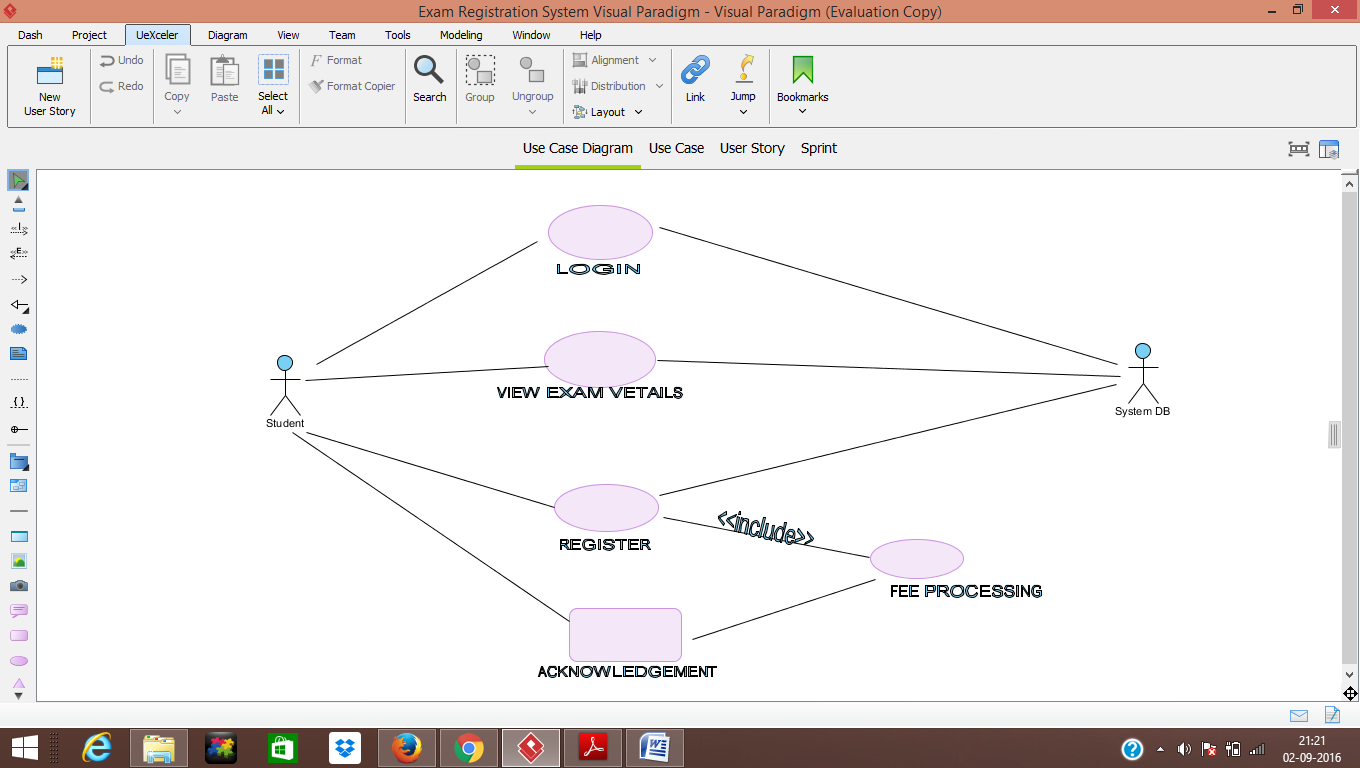 Exam Registration System Visual Paradigm - Visual Paradigm (Evaluation Copy)
Dash Project UeXceler Diagram View Team Tools Modeling Window Help
New
User Story
Undo
Redo
Copy
Paste
Select
All
Format
Format Copier
Search
Group
Ungroup
Alignment
Distribution
Layout
Link
Jump
Bookmarks
Use Case Diagram Use Case User Story Sprint
LOGIN
VIEW EXAM VETAILS
Student
System DB
<<include>>
REGISTER
FEE PROCESSING
ACKNOWLEDGEMENT
21:21
02-09-2016